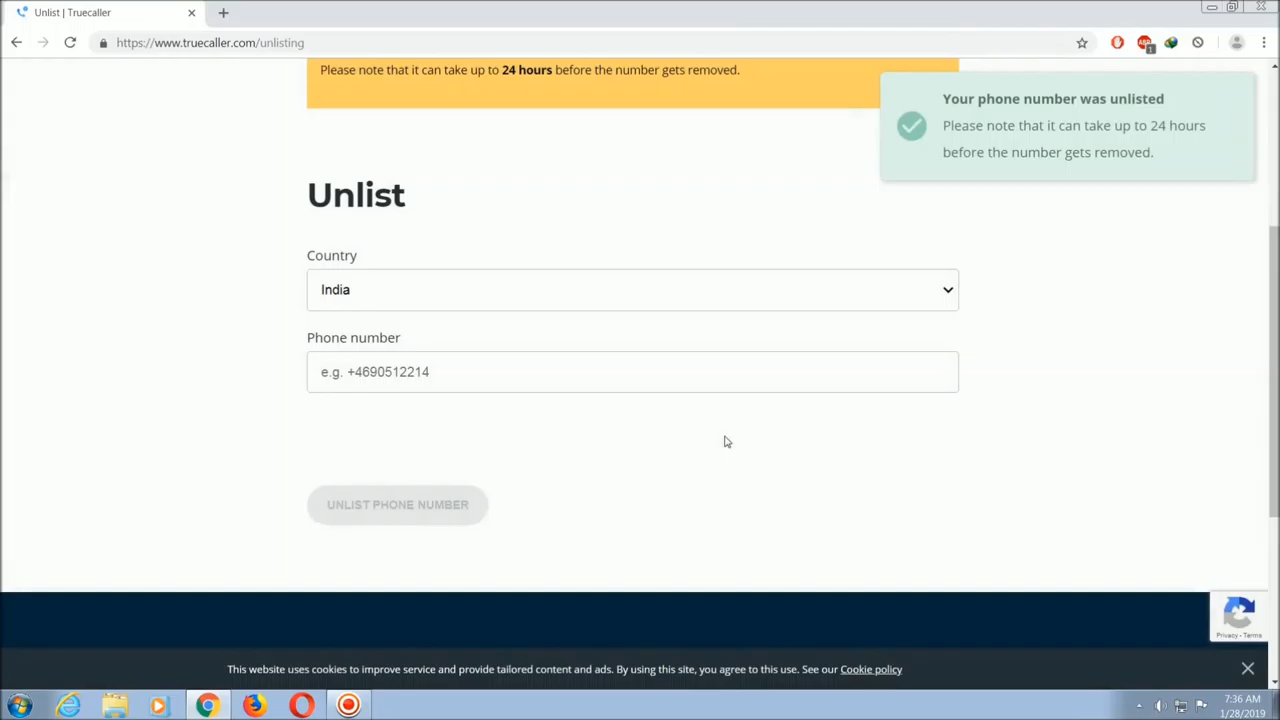 Unlist | Truecaller
https://www.truecaller.com/unlisting
1
Please note that it can take up to 24 hours before the number gets removed.
Your phone number was unlisted
Please note that it can take up to 24 hours
before the number gets removed.
Unlist
Country
India
Phone number
e.g. +4690512214
UNLIST PHONE NUMBER
Privacy - Terms
This website uses cookies to improve service and provide tailored content and ads. By using this site, you agree to this use. See our Cookie policy
7:36 AM
1/28/2019